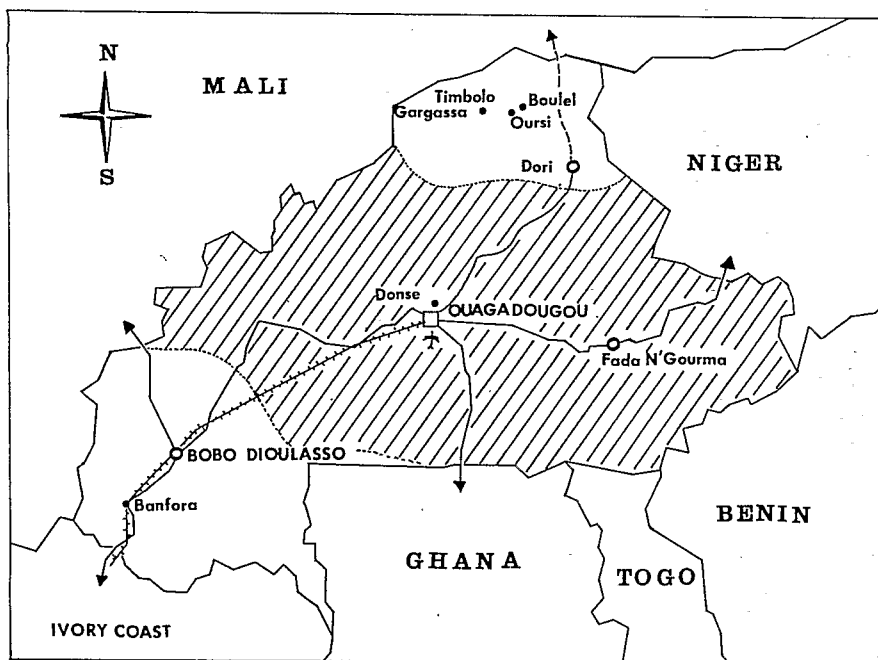 N
S
MALI
Timbolo
Boulel
Gargassa
Oursi
Dori
NIGER
Donse
OUAGADOUGOU
Fada N'Gourma
BOBO DIOULASSO
Banfora
BENIN
GHANA
TOGO
IVORY COAST